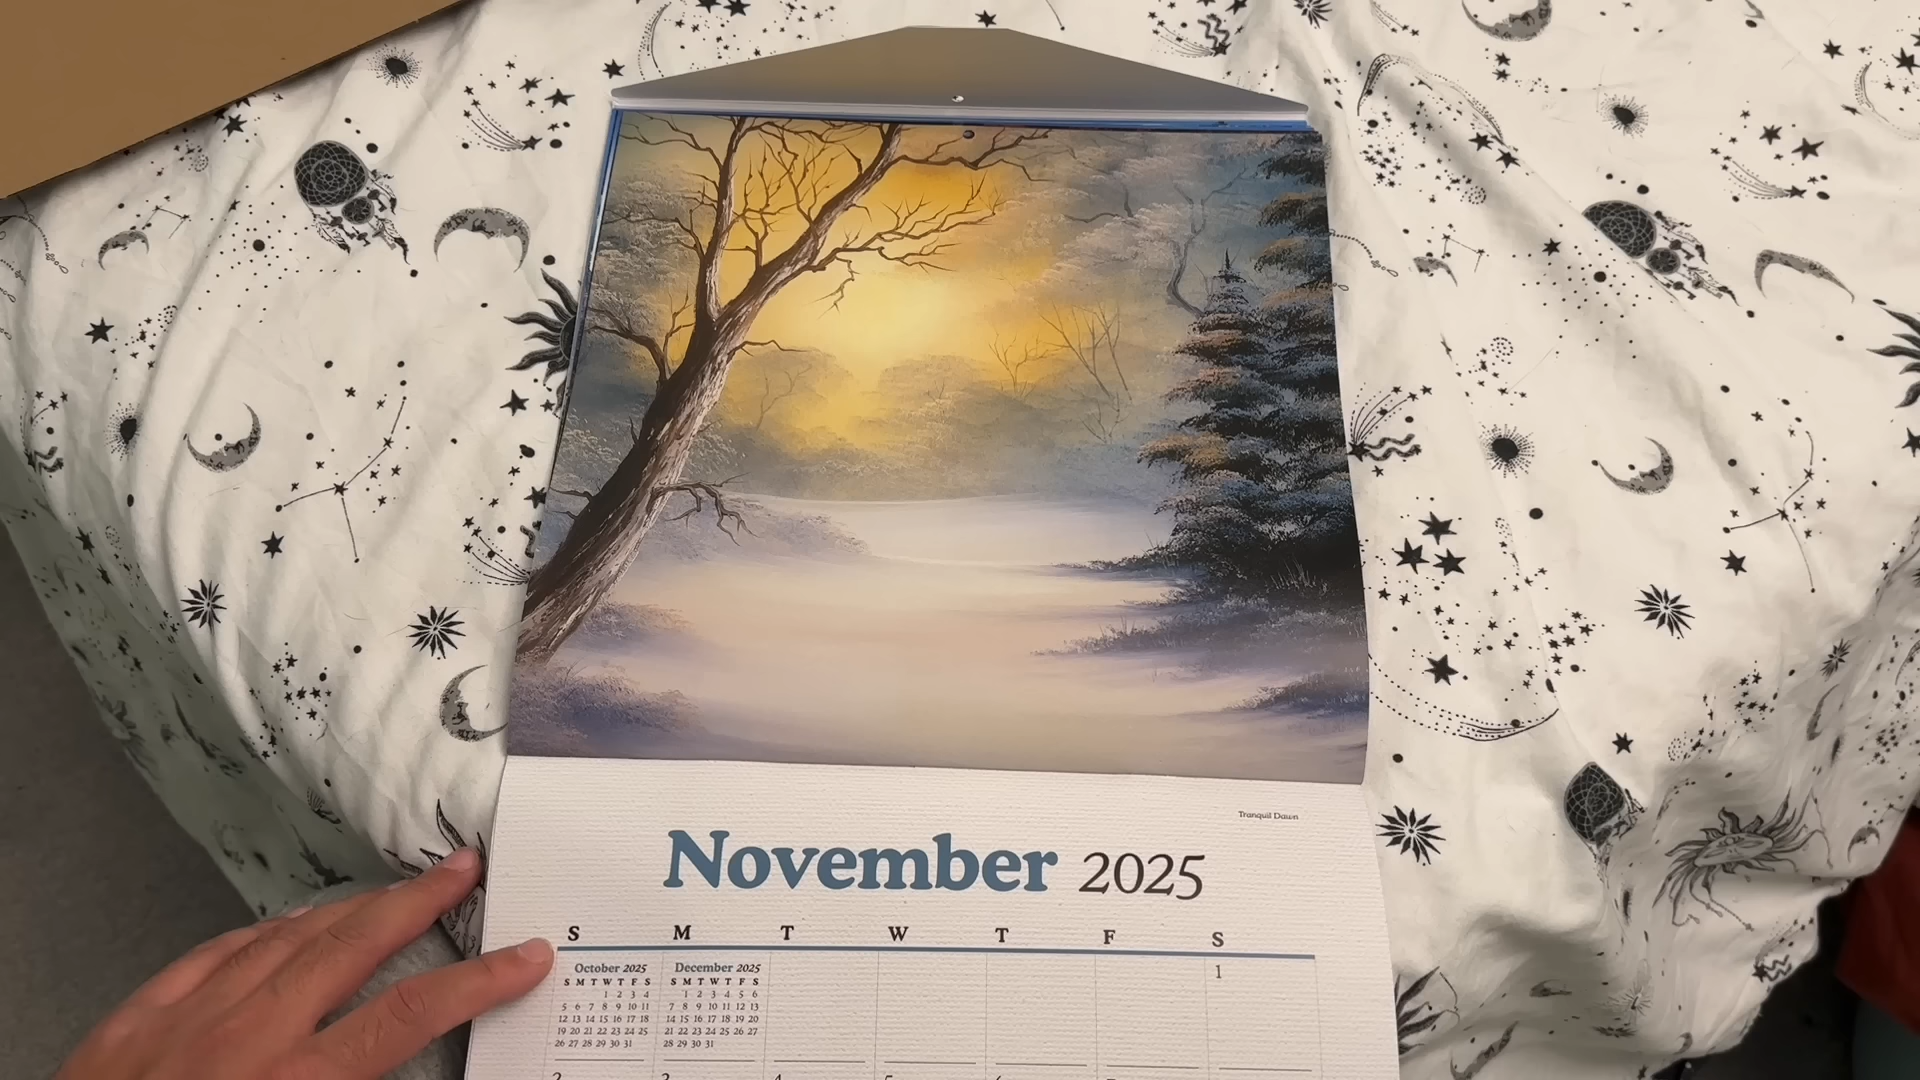 Tranquil Dawn
November 2025
S M T W T F S
October 2025 December 2025 1
S M T W T F S S M T W T F S
1 2 3 4 1 2 3 4 5 6
5 6 7 8 9 10 11 7 8 9 10 11 12 13
12 13 14 15 16 17 18 14 15 16 17 18 19 20
19 20 21 22 23 24 25 21 22 23 24 25 26 27
26 27 28 29 30 31 28 29 30 31